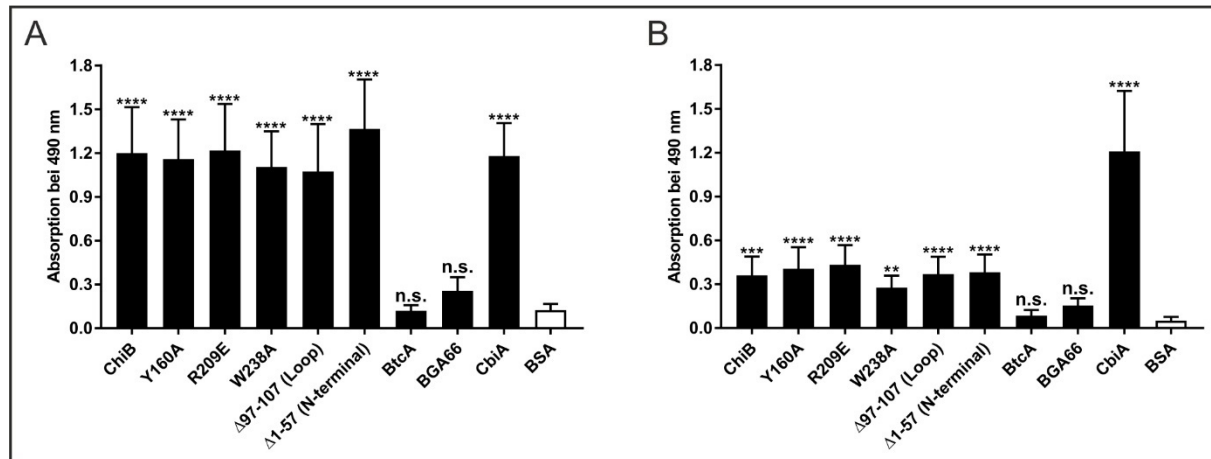 A
Absorption bei 490 nm
1.8
1.5
1.2
0.9
0.6
0.3
0.0
****
****
****
****
****
****
n.s.
n.s.
****
ChiB
Y160A
R209E
W238A
Δ97-107 (Loop)
Δ1-57 (N-terminal)
BtcA
BGA66
CbiA
BSA
B
Absorption bei 490 nm
1.8
1.5
1.2
0.9
0.6
0.3
0.0
***
****
****
**
****
****
n.s.
n.s.
****
ChiB
Y160A
R209E
W238A
Δ97-107 (Loop)
Δ1-57 (N-terminal)
BtcA
BGA66
CbiA
BSA